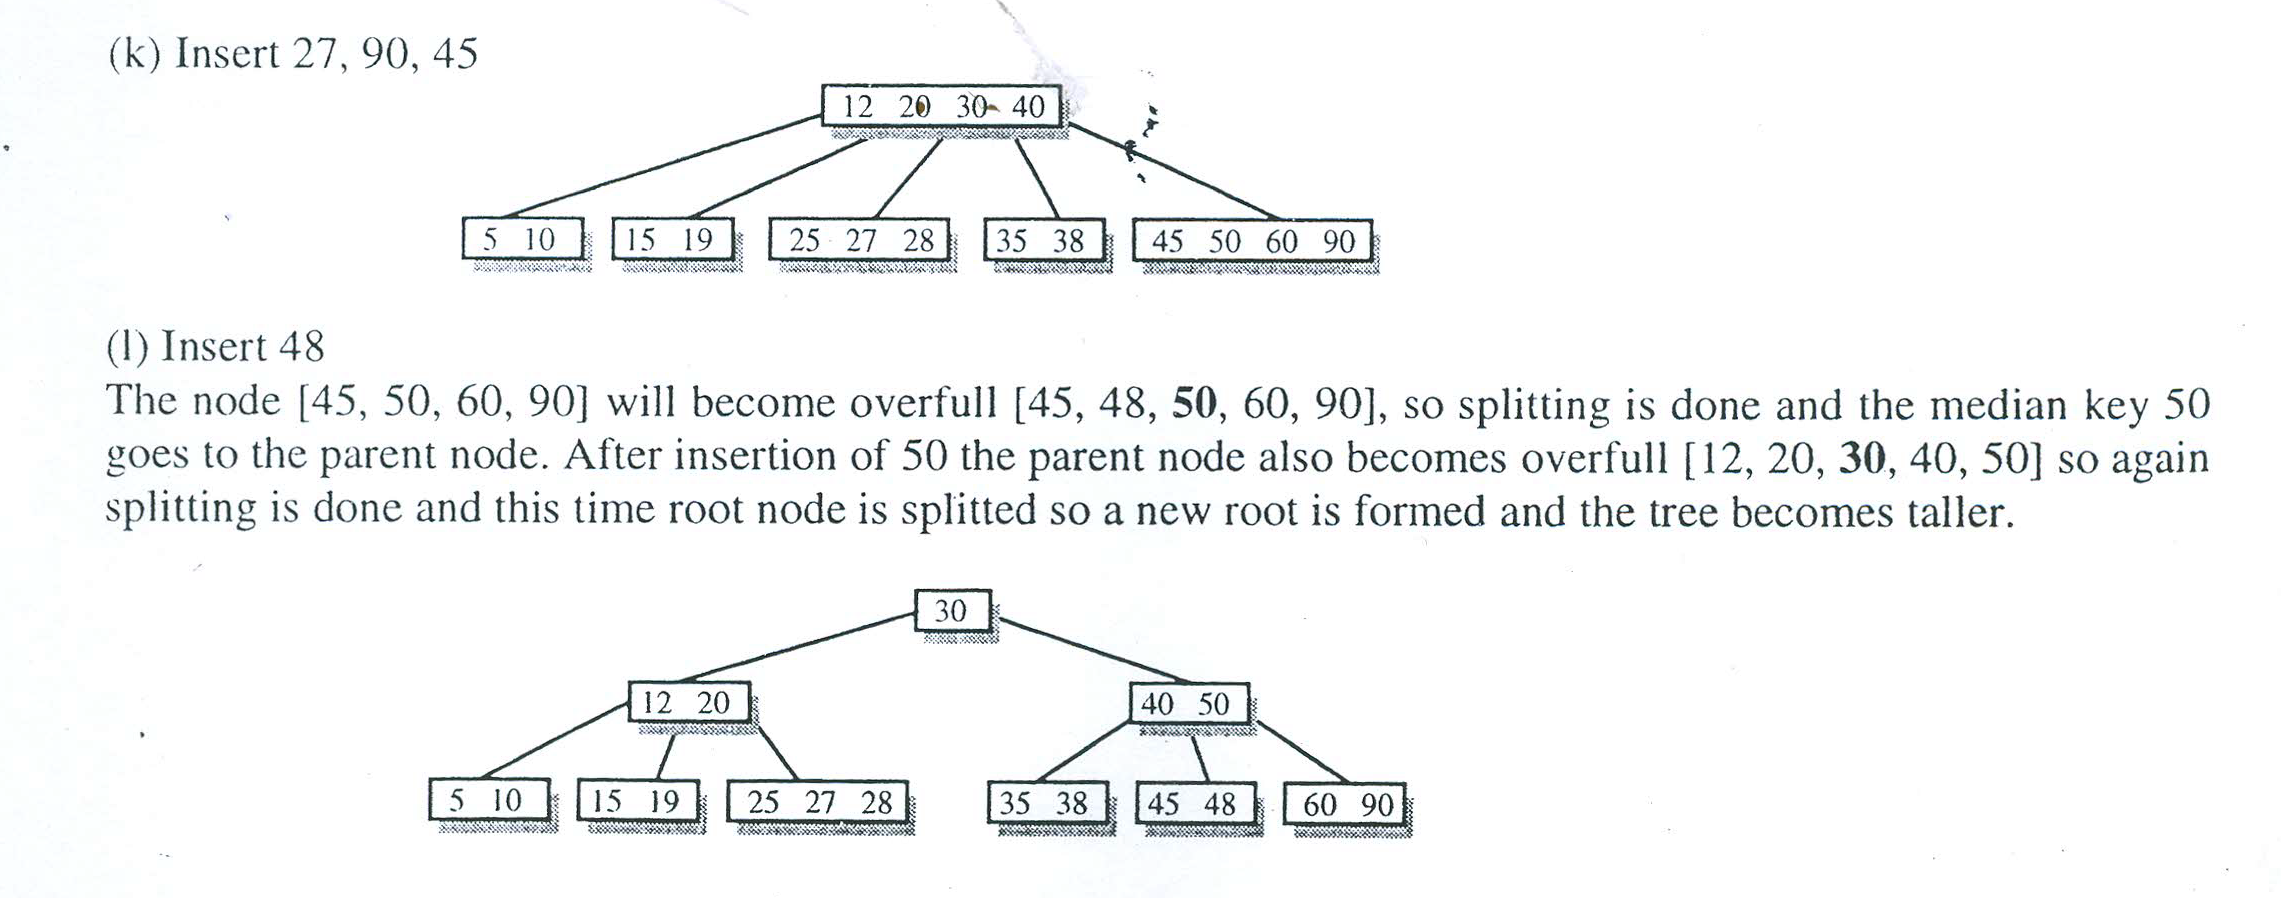 (k) Insert 27, 90, 45
12 20 30 40
5 10 15 19 25 27 28 35 38 45 50 60 90
(l) Insert 48
The node [45, 50, 60, 90] will become overfull [45, 48, 50, 60, 90], so splitting is done and the median key 50
goes to the parent node. After insertion of 50 the parent node also becomes overfull [12, 20, 30, 40, 50] so again
splitting is done and this time root node is splitted so a new root is formed and the tree becomes taller.
30
12 20 40 50
5 10 15 19 25 27 28 35 38 45 48 60 90